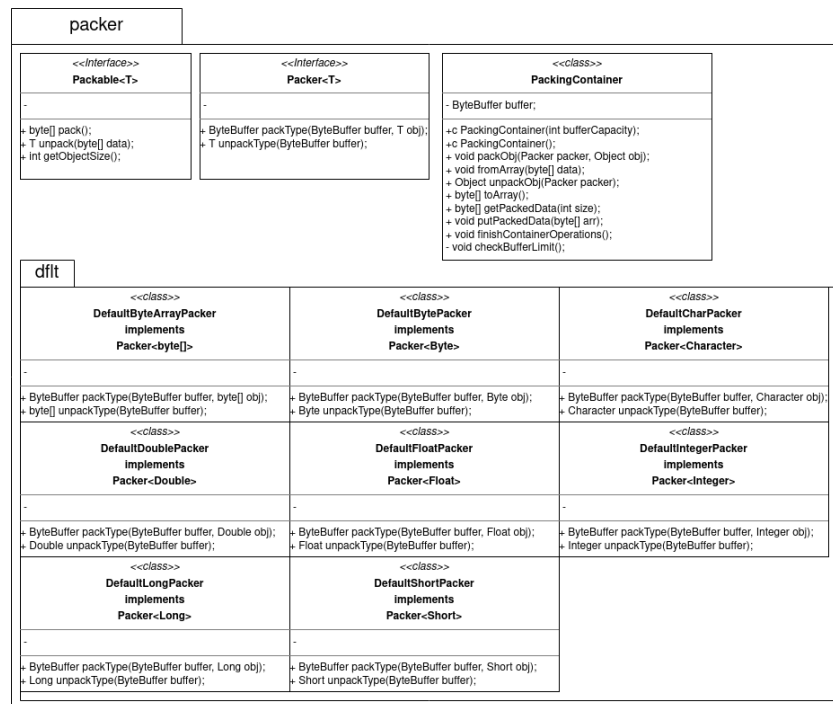 packer
<<Interface>>
Packable<T>
-
+ byte[] pack();
+ T unpack(byte[] data);
+ int getObjectSize();
<<Interface>>
Packer<T>
-
+ ByteBuffer packType(ByteBuffer buffer, T obj);
+ T unpackType(ByteBuffer buffer);
<<class>>
PackingContainer
- ByteBuffer buffer;
+c PackingContainer(int bufferCapacity);
+c PackingContainer();
+ void packObj(Packer packer, Object obj);
+ void fromArray(byte[] data);
+ Object unpackObj(Packer packer);
+ byte[] toArray();
+ byte[] getPackedData(int size);
+ void putPackedData(byte[] arr);
+ void finishContainerOperations();
- void checkBufferLimit();
dflt
<<class>>
DefaultByteArrayPacker
implements
Packer<byte[]>
-
+ ByteBuffer packType(ByteBuffer buffer, byte[] obj);
+ byte[] unpackType(ByteBuffer buffer);
<<class>>
DefaultBytePacker
implements
Packer<Byte>
-
+ ByteBuffer packType(ByteBuffer buffer, Byte obj);
+ Byte unpackType(ByteBuffer buffer);
<<class>>
DefaultCharPacker
implements
Packer<Character>
-
+ ByteBuffer packType(ByteBuffer buffer, Character obj);
+ Character unpackType(ByteBuffer buffer);
<<class>>
DefaultDoublePacker
implements
Packer<Double>
-
+ ByteBuffer packType(ByteBuffer buffer, Double obj);
+ Double unpackType(ByteBuffer buffer);
<<class>>
DefaultFloatPacker
implements
Packer<Float>
-
+ ByteBuffer packType(ByteBuffer buffer, Float obj);
+ Float unpackType(ByteBuffer buffer);
<<class>>
DefaultIntegerPacker
implements
Packer<Integer>
-
+ ByteBuffer packType(ByteBuffer buffer, Integer obj);
+ Integer unpackType(ByteBuffer buffer);
<<class>>
DefaultLongPacker
implements
Packer<Long>
-
+ ByteBuffer packType(ByteBuffer buffer, Long obj);
+ Long unpackType(ByteBuffer buffer);
<<class>>
DefaultShortPacker
implements
Packer<Short>
-
+ ByteBuffer packType(ByteBuffer buffer, Short obj);
+ Short unpackType(ByteBuffer buffer);